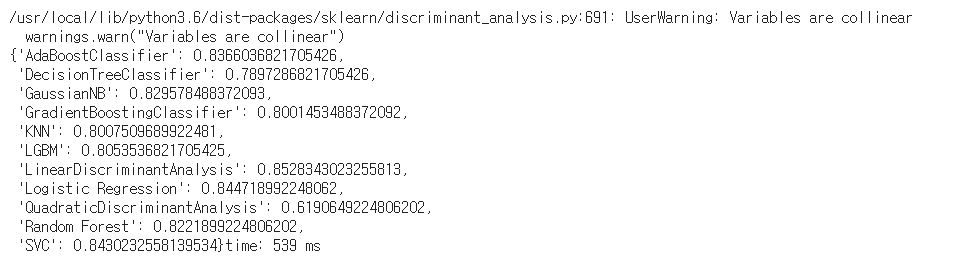 /usr/local/lib/python3.6/dist-packages/sklearn/discriminant_analysis.py:691: UserWarning: Variables are collinear
  warnings.warn("Variables are collinear")
{'AdaBoostClassifier': 0.8366036821705426,
 'DecisionTreeClassifier': 0.7897286821705426,
 'GaussianNB': 0.829578488372093,
 'GradientBoostingClassifier': 0.8001453488372092,
 'KNN': 0.8007509689922481,
 'LGBM': 0.8053536821705425,
 'LinearDiscriminantAnalysis': 0.8528343023255813,
 'Logistic Regression': 0.844718992248062,
 'QuadraticDiscriminantAnalysis': 0.6190649224806202,
 'Random Forest': 0.8221899224806202,
 'SVC': 0.8430232558139534}time: 539 ms